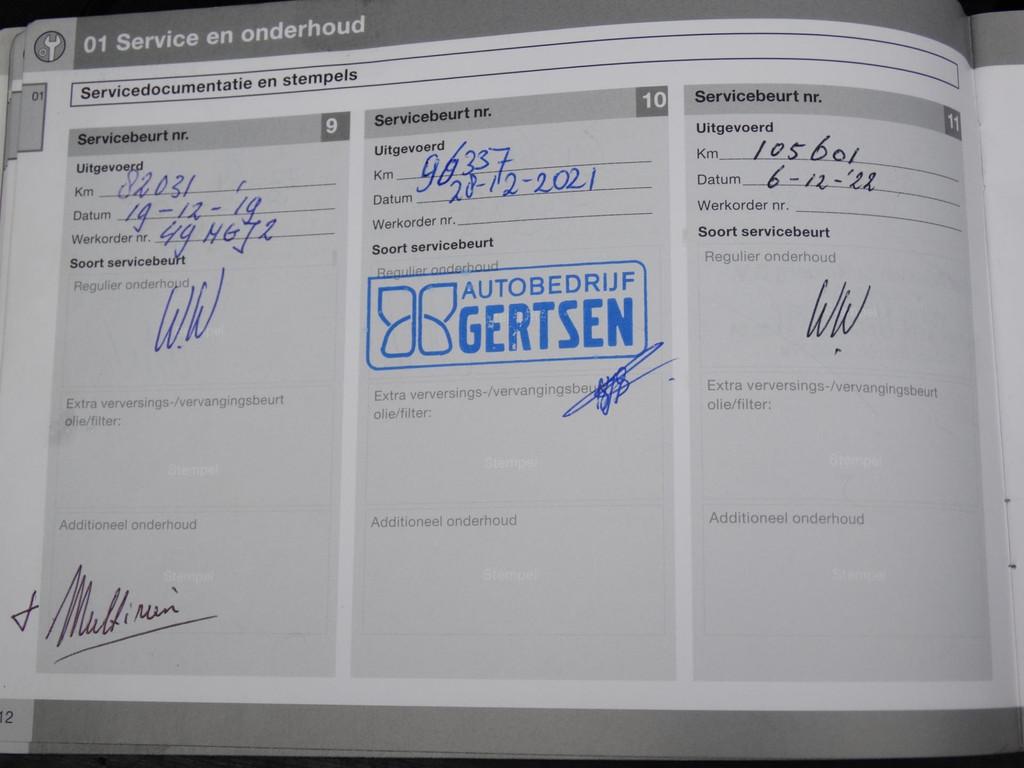 01 Service en onderhoud
01
Servicedocumentatie en stempels
Servicebeurt nr. 9
Uitgevoerd
Km 82031
Datum 19-12-19
Werkorder nr.
Soort servicebeurt
Regulier onderhoud
WW
Extra verversings-/vervangingsbeurt
olie/filter:
Stempel
Additioneel onderhoud
Stempel
+
Servicebeurt nr. 10
Uitgevoerd
Km 96337
Datum 28-12-2021
Werkorder nr.
Soort servicebeurt
Regulier onderhoud
AUTOBEDRIJF
GERTSEN
Extra verversings-/vervangingsbeu
olie/filter:
Stempel
Additioneel onderhoud
Stempel
Servicebeurt nr. 11
Uitgevoerd
Km 105601
Datum 6-12-'22
Werkorder nr.
Soort servicebeurt
Regulier onderhoud
WW
Extra verversings-/vervangingsbeurt
olie/filter:
Stempel
Additioneel onderhoud
Stempel
12